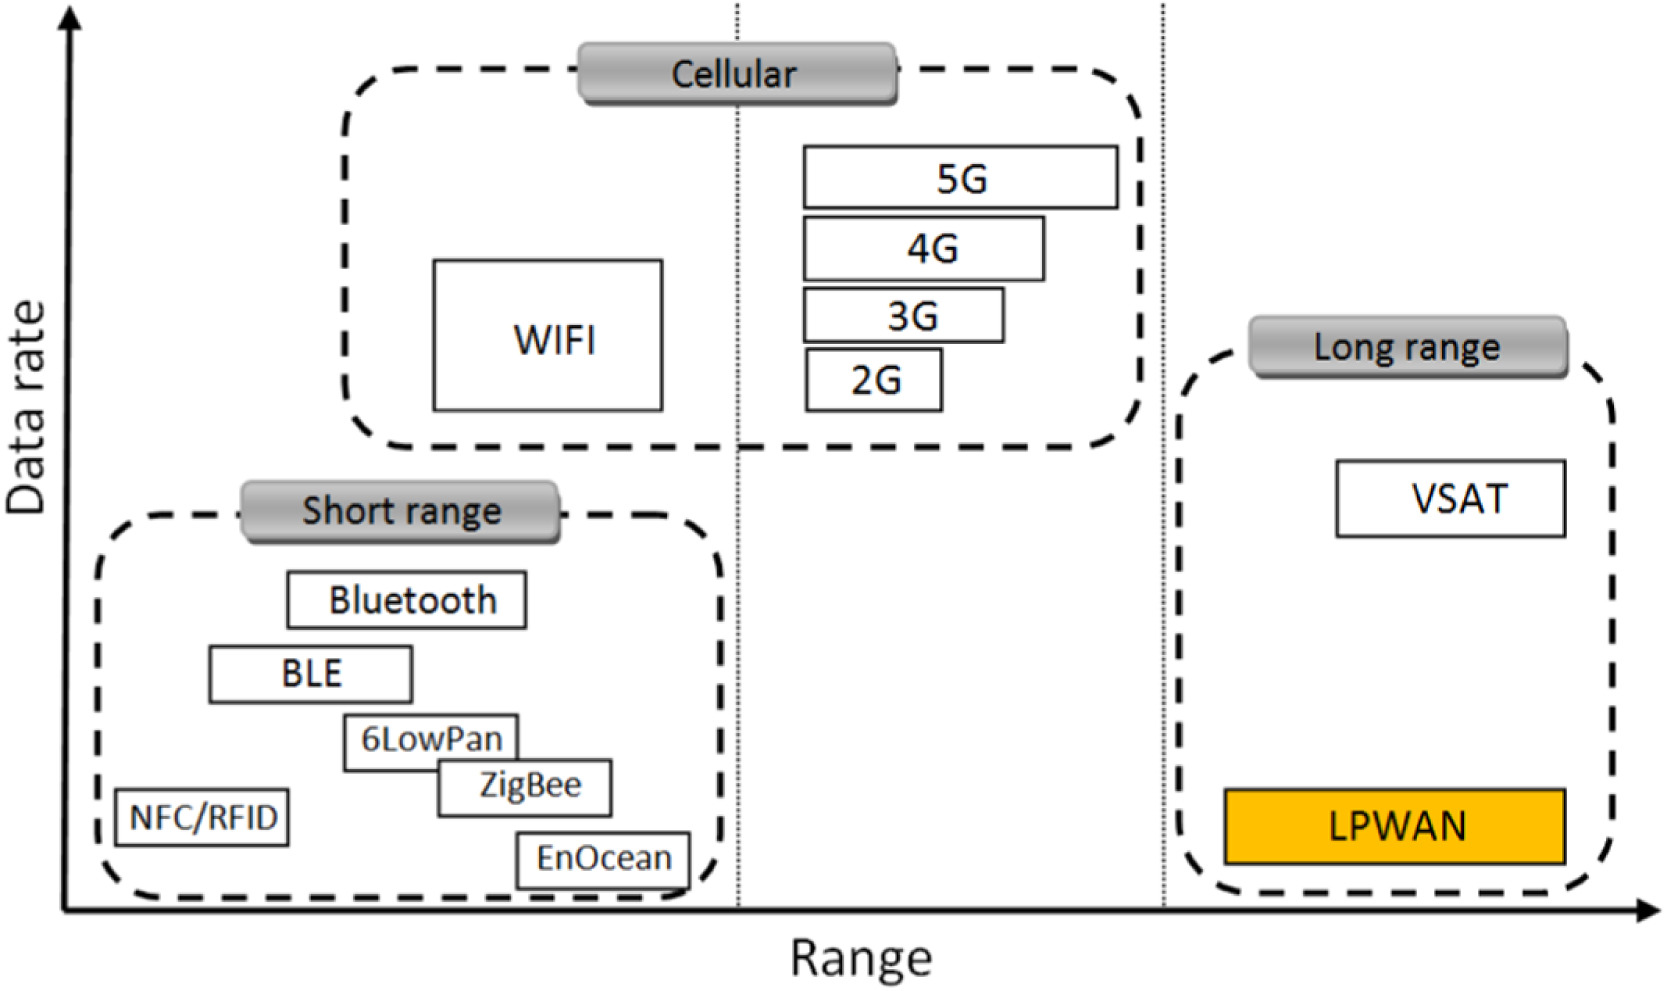 Cellular
5G
4G
3G
2G
WIFI
Long range
VSAT
LPWAN
Short range
Bluetooth
BLE
6LowPan
ZigBee
NFC/RFID
EnOcean
Data rate
Range